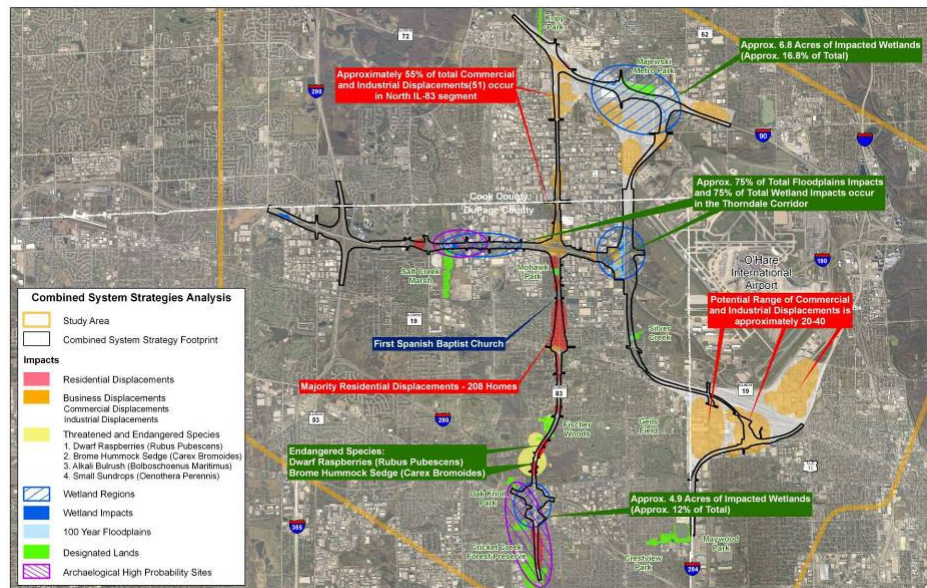 72
62
Majewski
Metro Park
Approx. 6.8 Acres of Impacted Wetlands
(Approx. 16.8% of Total)
Approximately 55% of total Commercial
and Industrial Displacements(51) occur
in North IL-83 segment
290
90
Approx. 75% of Total Floodplains Impacts
and 75% of Total Wetland Impacts occur
in the Thorndale Corridor
Cook County
DuPage County
O'Hare
International
Airport
190
Salt Creek
Marsh
Mohawk
Park
19
First Spanish Baptist Church
Silver
Creek
Potential Range of Commercial
and Industrial Displacements is
approximately 20-40
Majority Residential Displacements - 208 Homes
19
83
53
290
Fischer
Woods
Geils
Field
Endangered Species:
Dwarf Raspberries (Rubus Pubescens)
Brome Hummock Sedge (Carex Bromoides)
Oak Knoll
Park
Approx. 4.9 Acres of Impacted Wetlands
(Approx. 12% of Total)
355
Cricket Creek
Forest Preserve
Crestview
Park
Maywood
Park
294
Combined System Strategies Analysis
Study Area
Combined System Strategy Footprint
Impacts
Residential Displacements
Business Displacements
Commercial Displacements
Industrial Displacements
Threatened and Endangered Species
1. Dwarf Raspberries (Rubus Pubescens)
2. Brome Hummock Sedge (Carex Bromoides)
3. Alkali Bulrush (Bolboschoenus Maritimus)
4. Small Sundrops (Oenothera Perennis)
Wetland Regions
Wetland Impacts
100 Year Floodplains
Designated Lands
Archaelogical High Probability Sites